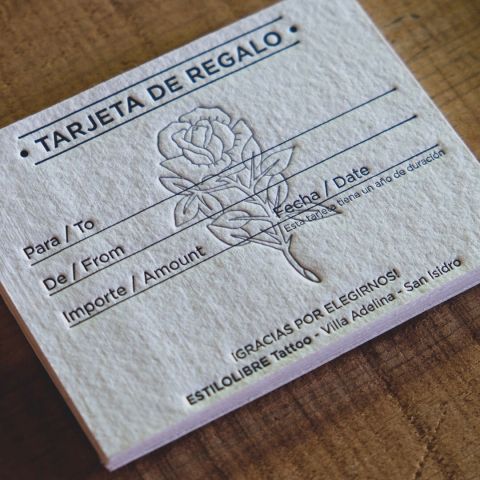 • TARJETA DE REGALO •
Para / To
De / From
Importe / Amount
Fecha / Date
Esta tarjeta tiene un año de duración
¡GRACIAS POR ELEGIRNOS!
ESTILOLIBRE Tattoo - Villa Adelina - San Isidro